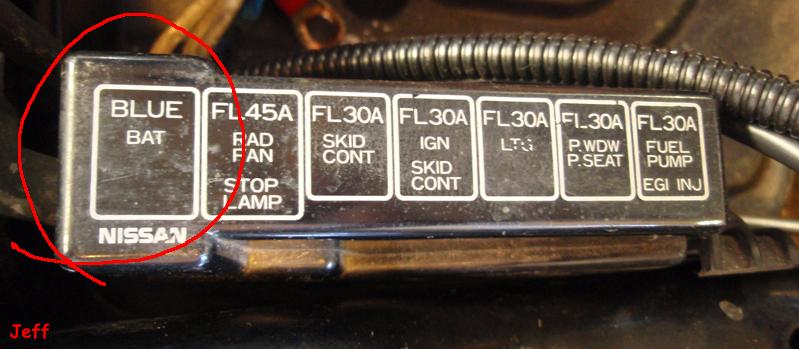 BLUE
BAT
FL45A
RAD
FAN
STOP
LAMP
FL30A
SKID
CONT
FL30A
IGN
SKID
CONT
FL30A
LTG
FL30A
P.WDW
P.SEAT
FL30A
FUEL
PUMP
EGI INJ
NISSAN
Jeff